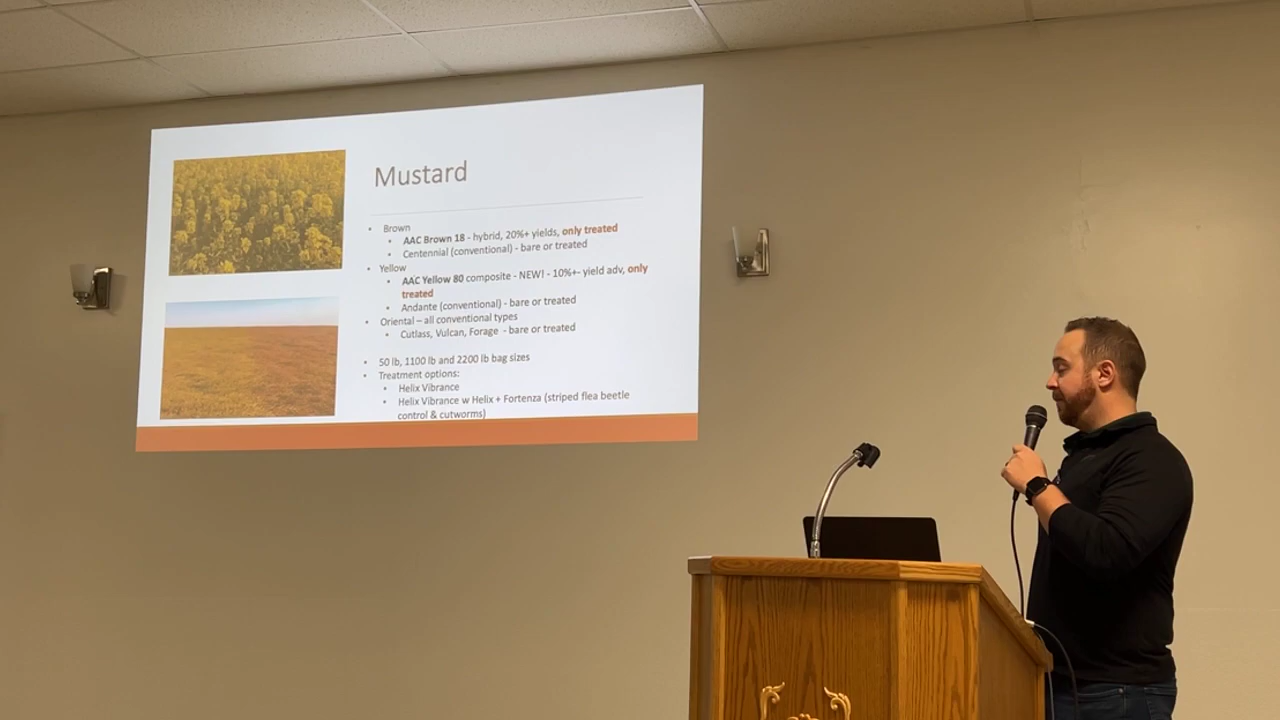 Mustard
• Brown
• AAC Brown 18 - hybrid, 20%+ yields, only treated
• Centennial (conventional) - bare or treated
• Yellow
• AAC Yellow 80 composite - NEW! - 10%+- yield adv, only
treated
• Andante (conventional) - bare or treated
• Oriental – all conventional types
• Cutlass, Vulcan, Forage - bare or treated
• 50 lb, 1100 lb and 2200 lb bag sizes
• Treatment options:
• Helix Vibrance
• Helix Vibrance w Helix + Fortenza (striped flea beetle
control & cutworms)